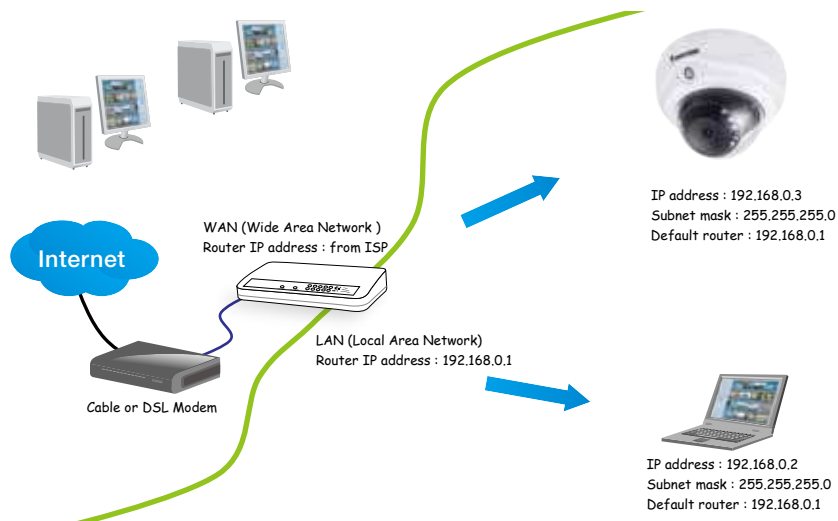 WAN (Wide Area Network )
Router IP address : from ISP
Internet
LAN (Local Area Network)
Router IP address : 192.168.0.1
Cable or DSL Modem
IP address : 192.168.0.3
Subnet mask : 255.255.255.0
Default router : 192.168.0.1
IP address : 192.168.0.2
Subnet mask : 255.255.255.0
Default router : 192.168.0.1